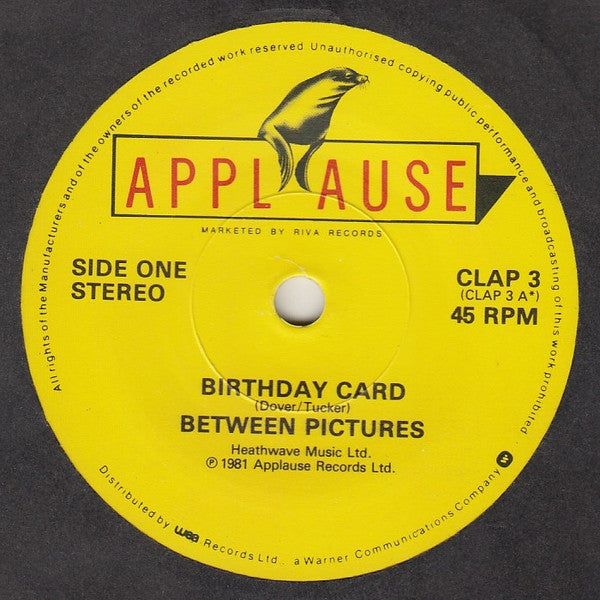 All rights of the Manufacturers and of the owners of the recorded work reserved Unauthorised copying public performance and broadcasting of this work prohibited
APPLAUSE
MARKETED BY RIVA RECORDS
SIDE ONE
STEREO
CLAP 3
(CLAP 3 A*)
45 RPM
BIRTHDAY CARD
(Dover/Tucker)
BETWEEN PICTURES
Heathwave Music Ltd.
℗ 1981 Applause Records Ltd.
Distributed by wea Records Ltd., a Warner Communications Company